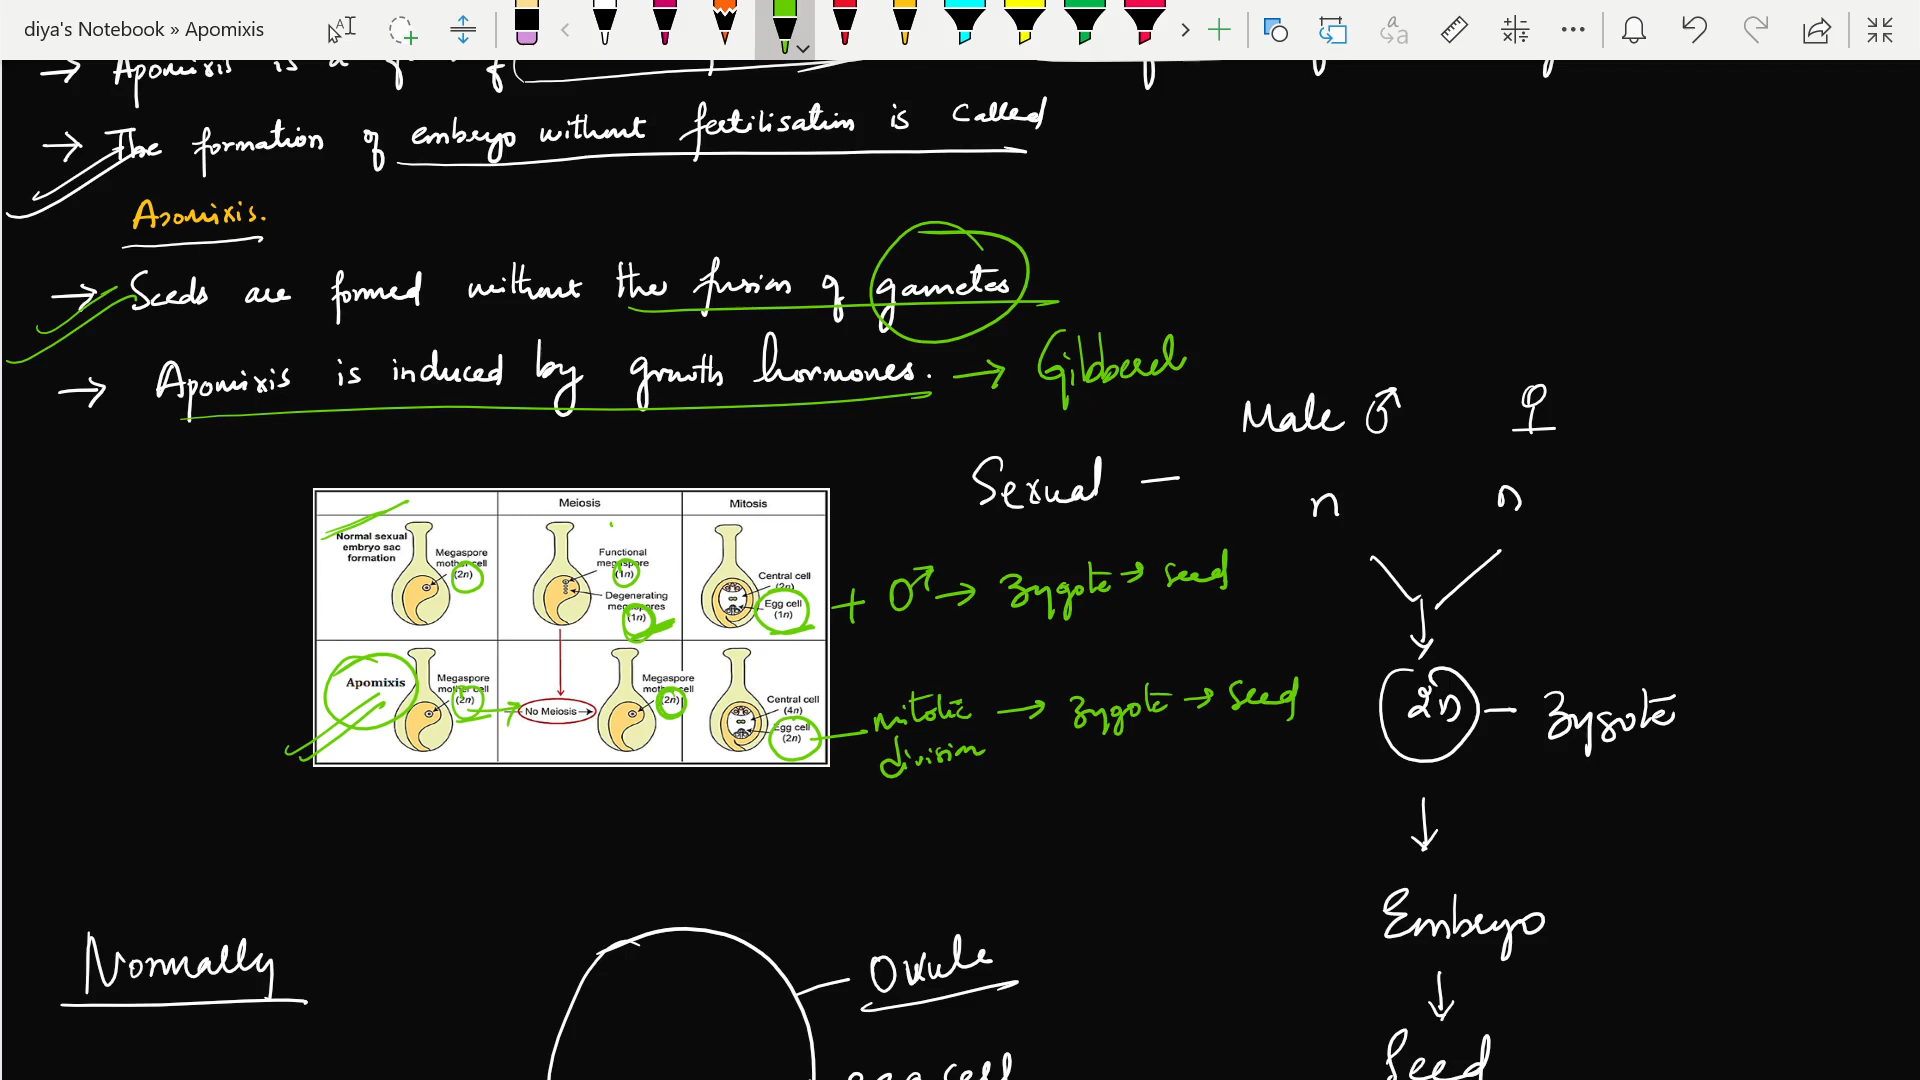 diya's Notebook » Apomixis
→ Apomixis is a
→ The formation of embryo without fertilisation is called
Apomixis.
→ Seeds are formed without the fusion of gametes
→ Apomixis is induced by growth hormones. → Gibberel
Male ♂ ♀
Sexual — n n
Meiosis
Mitosis
Normal sexual
embryo sac
formation
Megaspore
mother cell
(2n)
Functional
megaspore
(1n)
Degenerating
megaspores
(1n)
Central cell
(2n)
Egg cell
(1n)
+ ♂ → Zygote → seed
Apomixis
Megaspore
mother cell
(2n)
No Meiosis
Megaspore
mother cell
(2n)
Central cell
(4n)
Egg cell
(2n)
mitotic → Zygote → Seed
division
2n — Zygote
Embryo
Normally
Ovule
Seed
egg cell